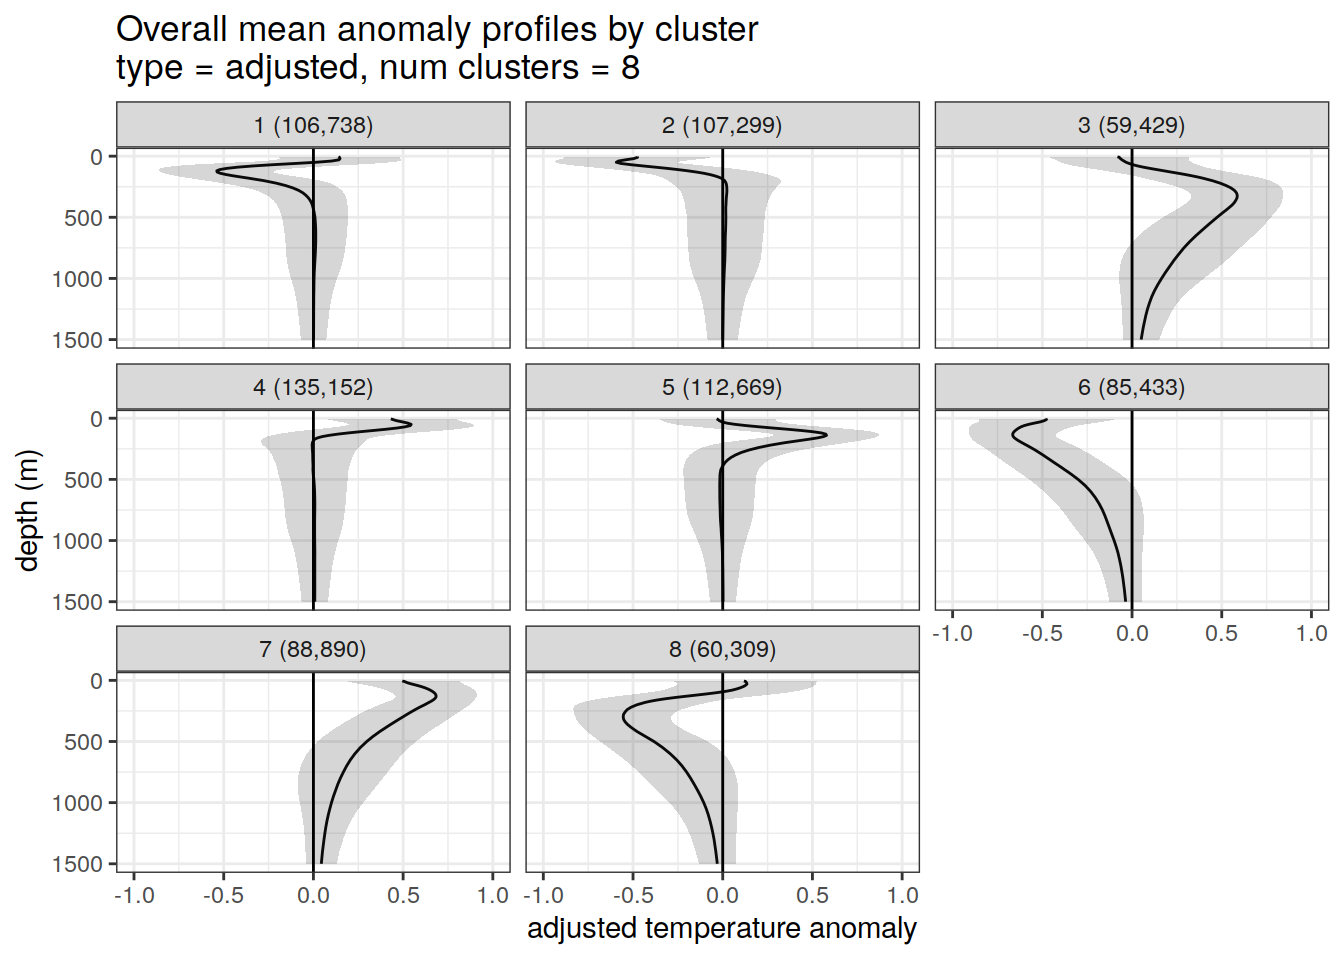 Overall mean anomaly profiles by cluster
type = adjusted, num clusters = 8
1 (106,738)
2 (107,299)
3 (59,429)
0
500
1000
1500
4 (135,152)
5 (112,669)
6 (85,433)
0
500
1000
1500
-1.0 -0.5 0.0 0.5 1.0
7 (88,890)
8 (60,309)
0
500
1000
1500
-1.0 -0.5 0.0 0.5 1.0
-1.0 -0.5 0.0 0.5 1.0
depth (m)
adjusted temperature anomaly